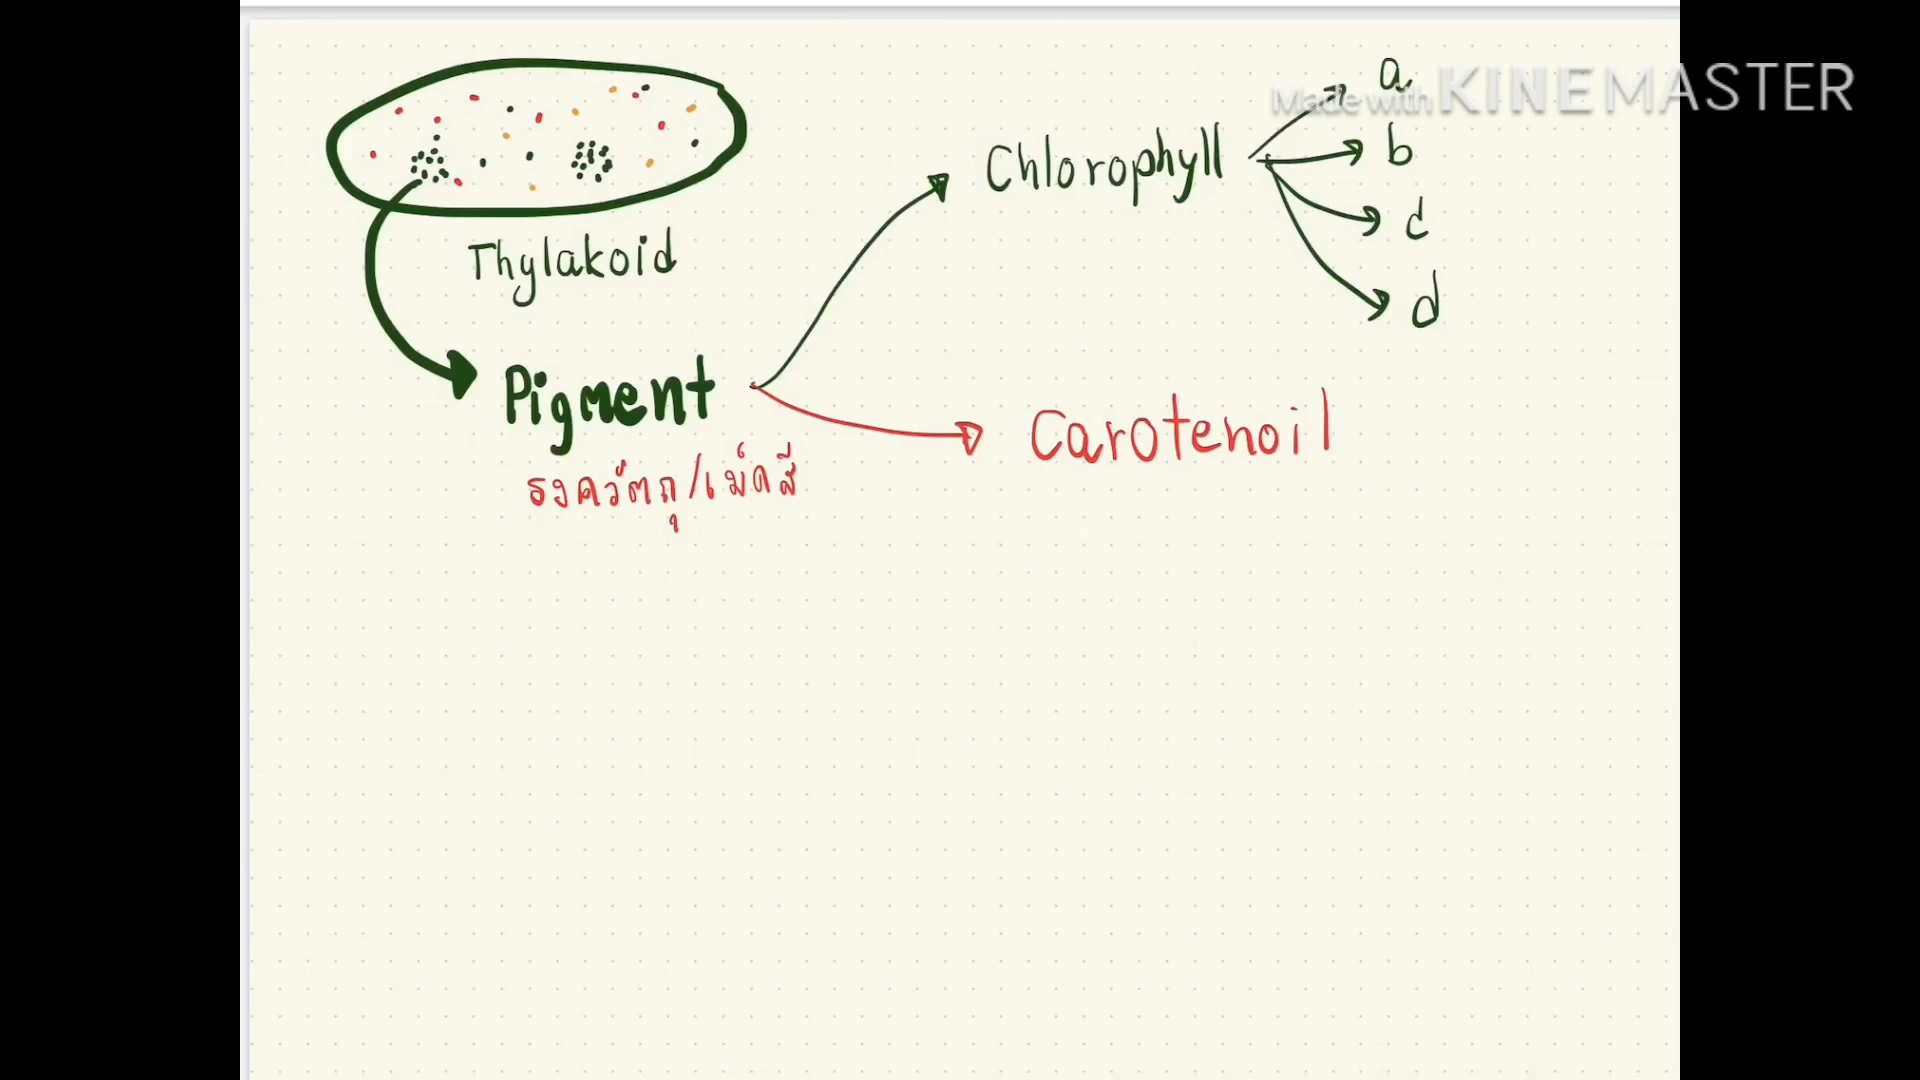 Made with KINEMASTER
Thylakoid
Pigment
รงควัตถุ/เม็ดสี
Chlorophyll
a
b
c
d
Carotenoil